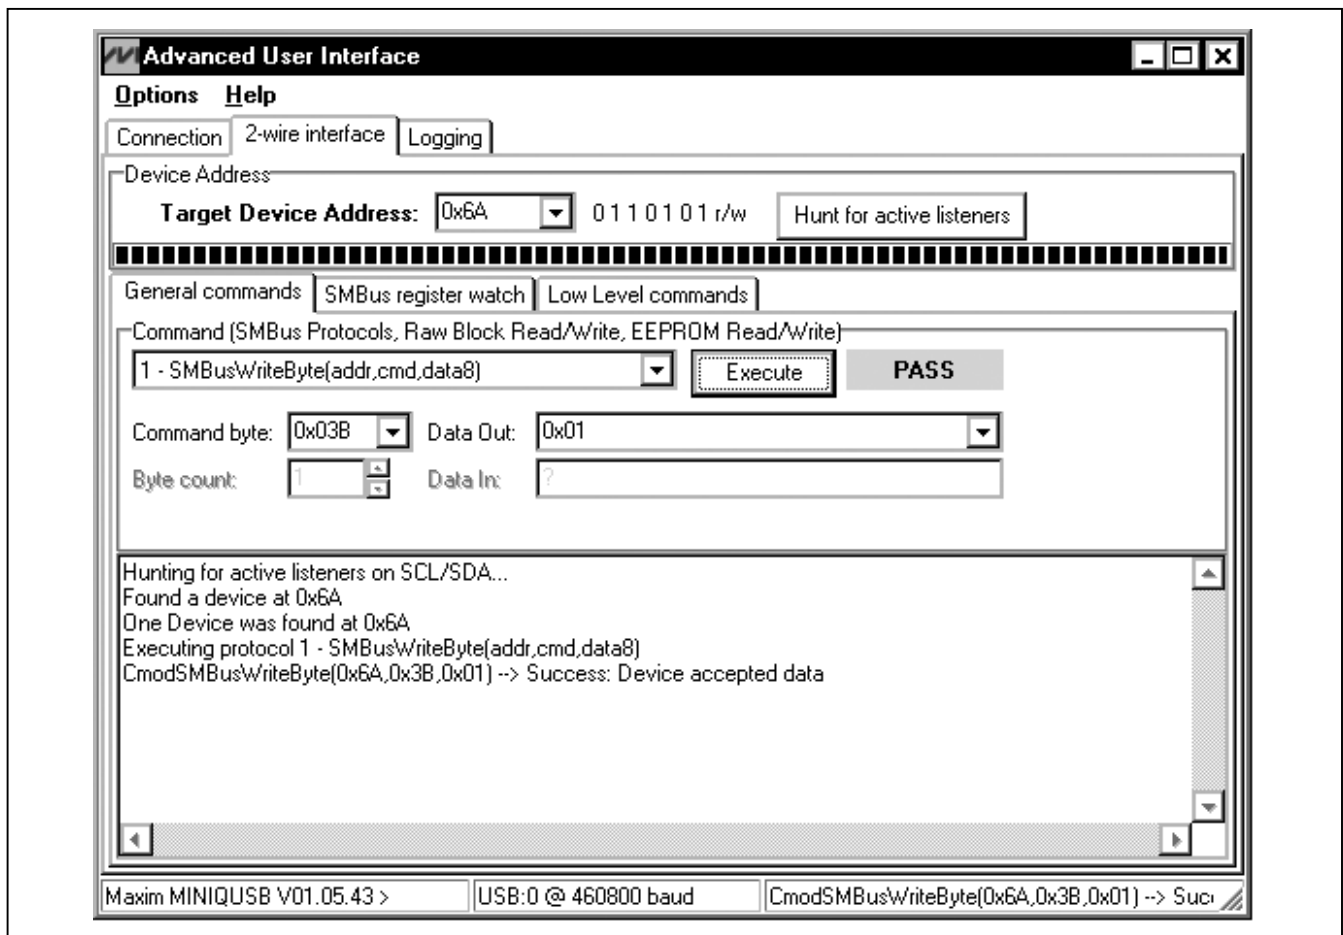 Advanced User Interface
Options Help
Connection 2-wire interface Logging
Device Address
Target Device Address: 0x6A 0 1 1 0 1 0 1 r/w Hunt for active listeners
General commands SMBus register watch Low Level commands
Command (SMBus Protocols, Raw Block Read/Write, EEPROM Read/Write)
1 - SMBusWriteByte(addr,cmd,data8) Execute PASS
Command byte: 0x03B Data Out: 0x01
Byte count: 1 Data In: ?
Hunting for active listeners on SCL/SDA...
Found a device at 0x6A
One Device was found at 0x6A
Executing protocol 1 - SMBusWriteByte(addr,cmd,data8)
CmodSMBusWriteByte(0x6A,0x3B,0x01) --> Success: Device accepted data
Maxim MINIQUSB V01.05.43 > USB:0 @ 460800 baud CmodSMBusWriteByte(0x6A,0x3B,0x01) --> Succ